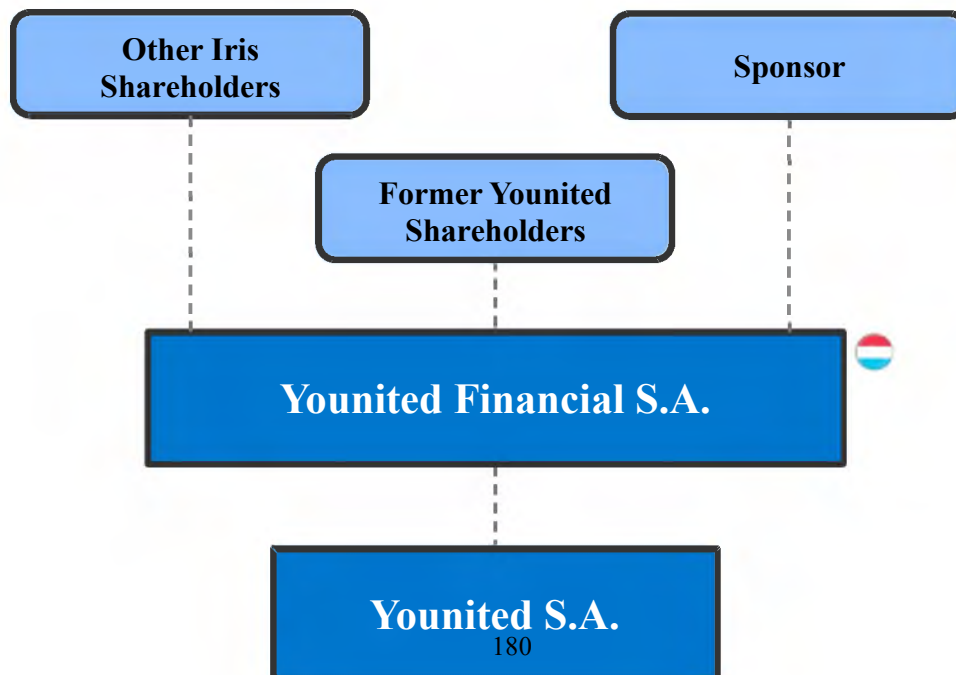 Other Iris
Shareholders
Sponsor
Former Younited
Shareholders
Younited Financial S.A.
Younited S.A.
180